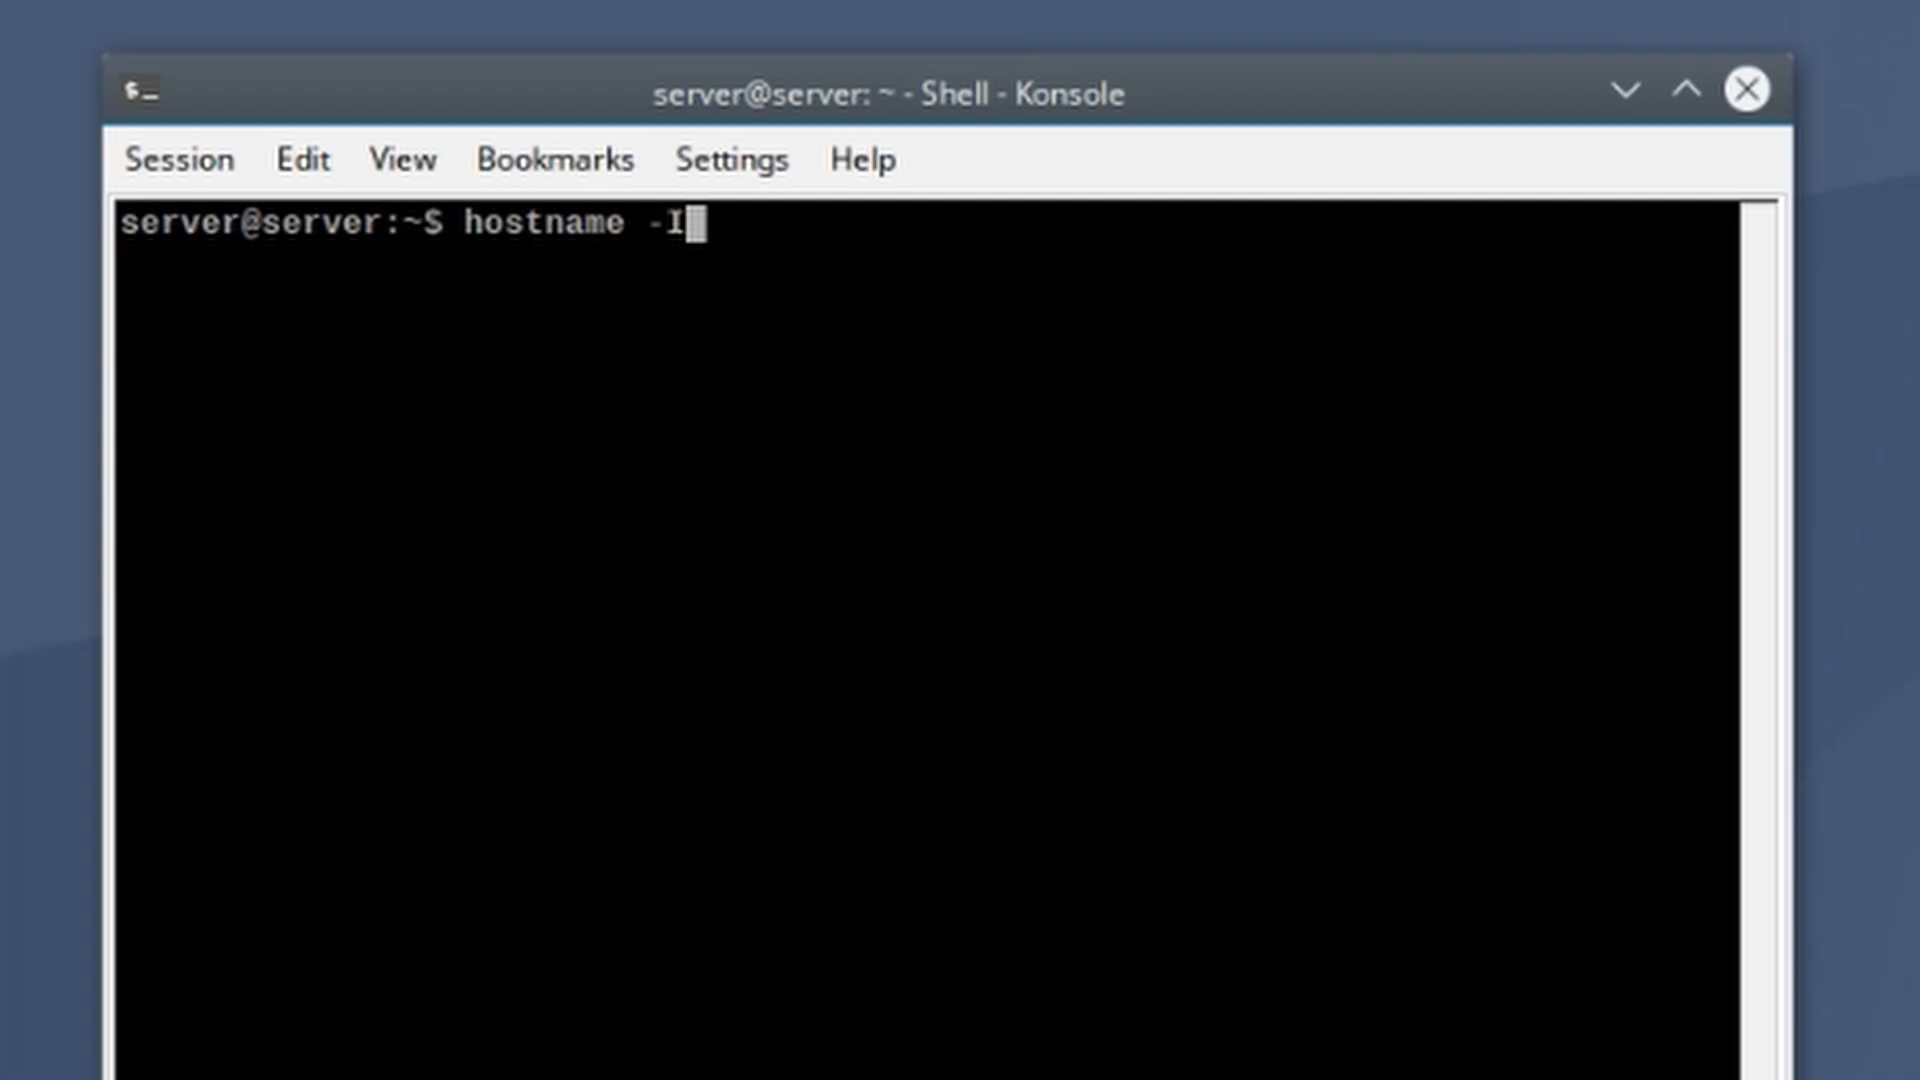 server@server: ~ - Shell - Konsole
Session Edit View Bookmarks Settings Help
server@server:~$ hostname -I